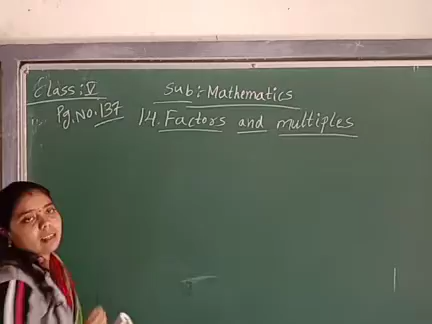 Class: V
Sub:- Mathematics
Pg. No. 137
14. Factors and multiples